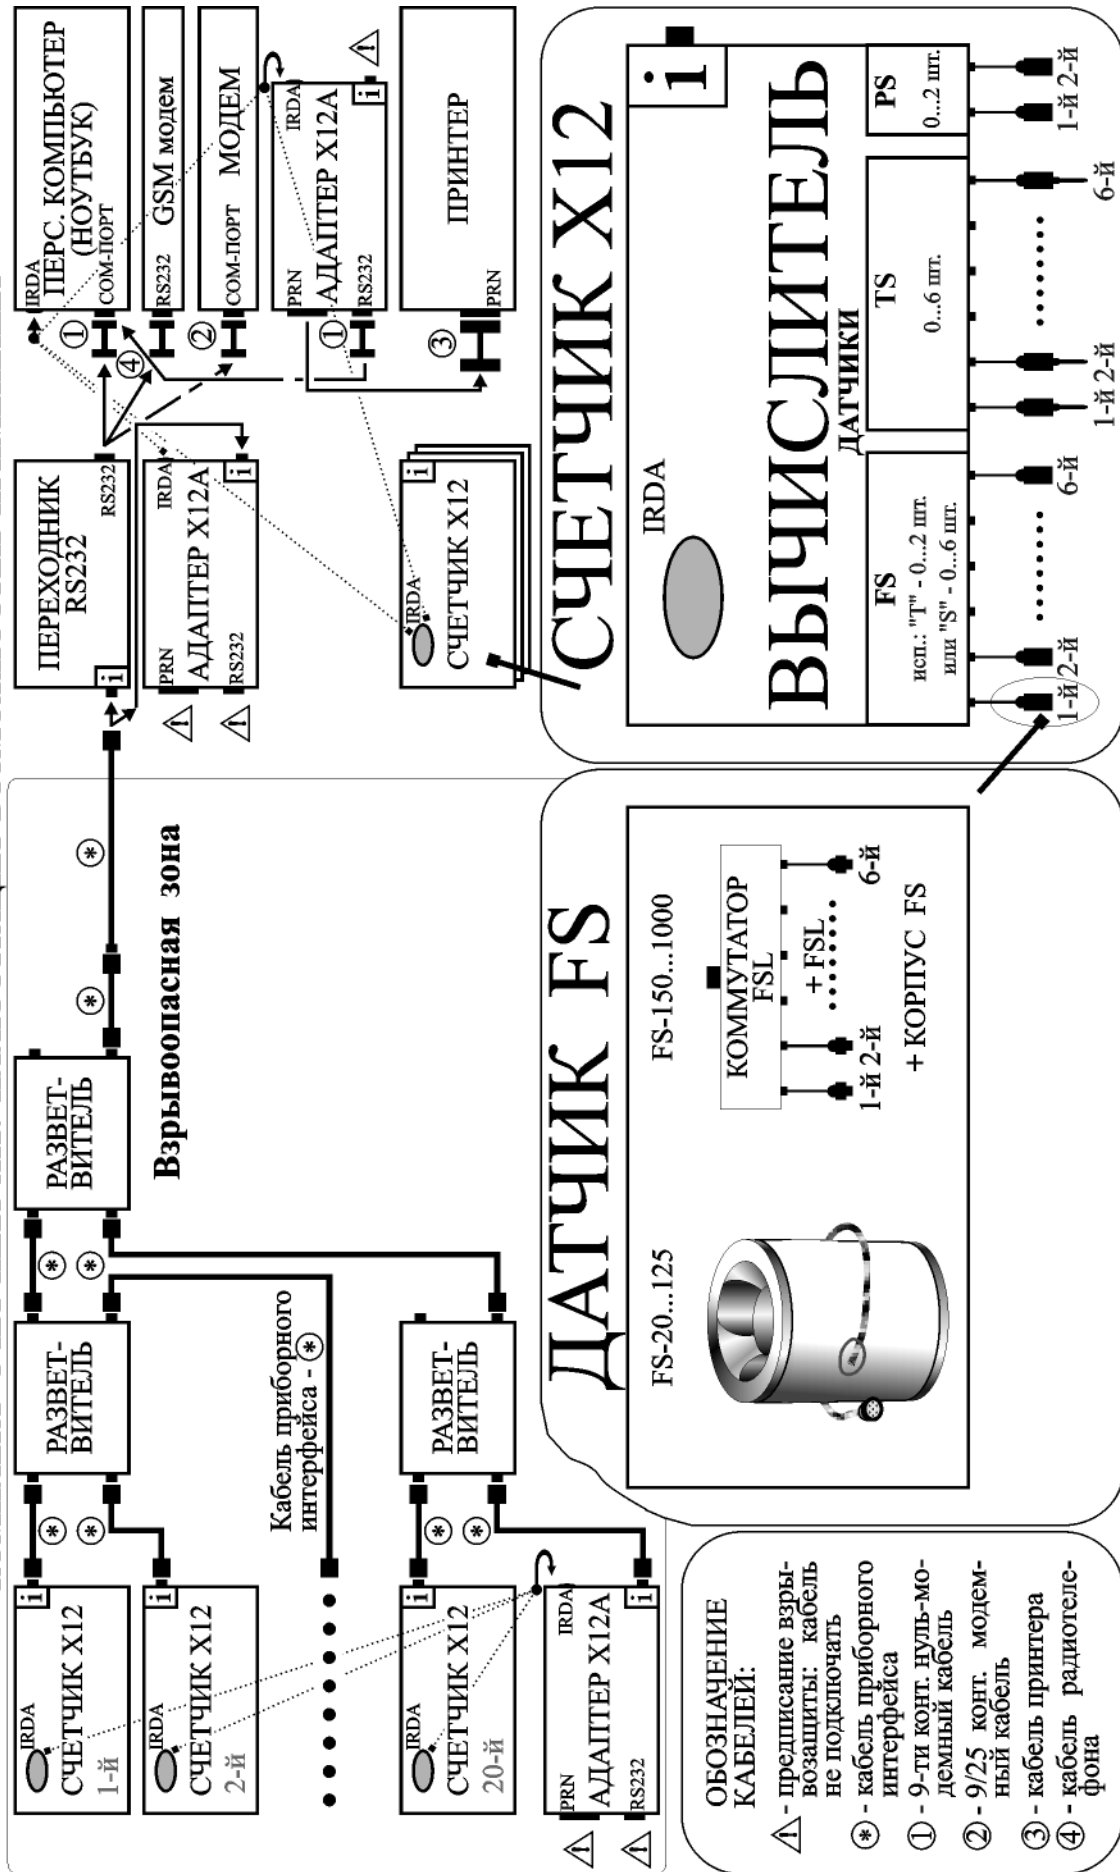 СЧЕТЧИК X12
IRDA
1-й
i
СЧЕТЧИК X12
IRDA
2-й
i
СЧЕТЧИК X12
IRDA
20-й
i
PRN
IRDA
АДАПТЕР X12A
RS232
i
РАЗВЕТ-
ВИТЕЛЬ
РАЗВЕТ-
ВИТЕЛЬ
РАЗВЕТ-
ВИТЕЛЬ
Кабель приборного
интерфейса - *
Взрывоопасная зона
ПЕРЕХОДНИК
RS232
RS232
i
PRN
IRDA
АДАПТЕР X12A
RS232
i
IRDA
СЧЕТЧИК X12
i
IRDA
ПЕРС. КОМПЬЮТЕР
(НОУТБУК)
COM-ПОРТ
RS232
GSM модем
COM-ПОРТ
МОДЕМ
PRN
IRDA
АДАПТЕР X12A
RS232
i
ПРИНТЕР
PRN
1
4
2
1
3
ОБОЗНАЧЕНИЕ
КАБЕЛЕЙ:
- предписание взры-
возащиты: кабель
не подключать
* - кабель приборного
интерфейса
1 - 9-ти конт. нуль-мо-
демный кабель
2 - 9/25 конт. модем-
ный кабель
3 - кабель принтера
4 - кабель радиотеле-
фона
ДАТЧИК FS
FS-20...125
FS-150...1000
КОММУТАТОР
FSL
+ FSL
1-й 2-й
6-й
+ КОРПУС FS
СЧЕТЧИК X12
IRDA
i
ВЫЧИСЛИТЕЛЬ
ДАТЧИКИ
FS
исп.: "T" - 0...2 шт.
или "S" - 0...6 шт.
TS
0...6 шт.
PS
0...2 шт.
1-й 2-й
6-й
1-й 2-й
6-й
1-й 2-й